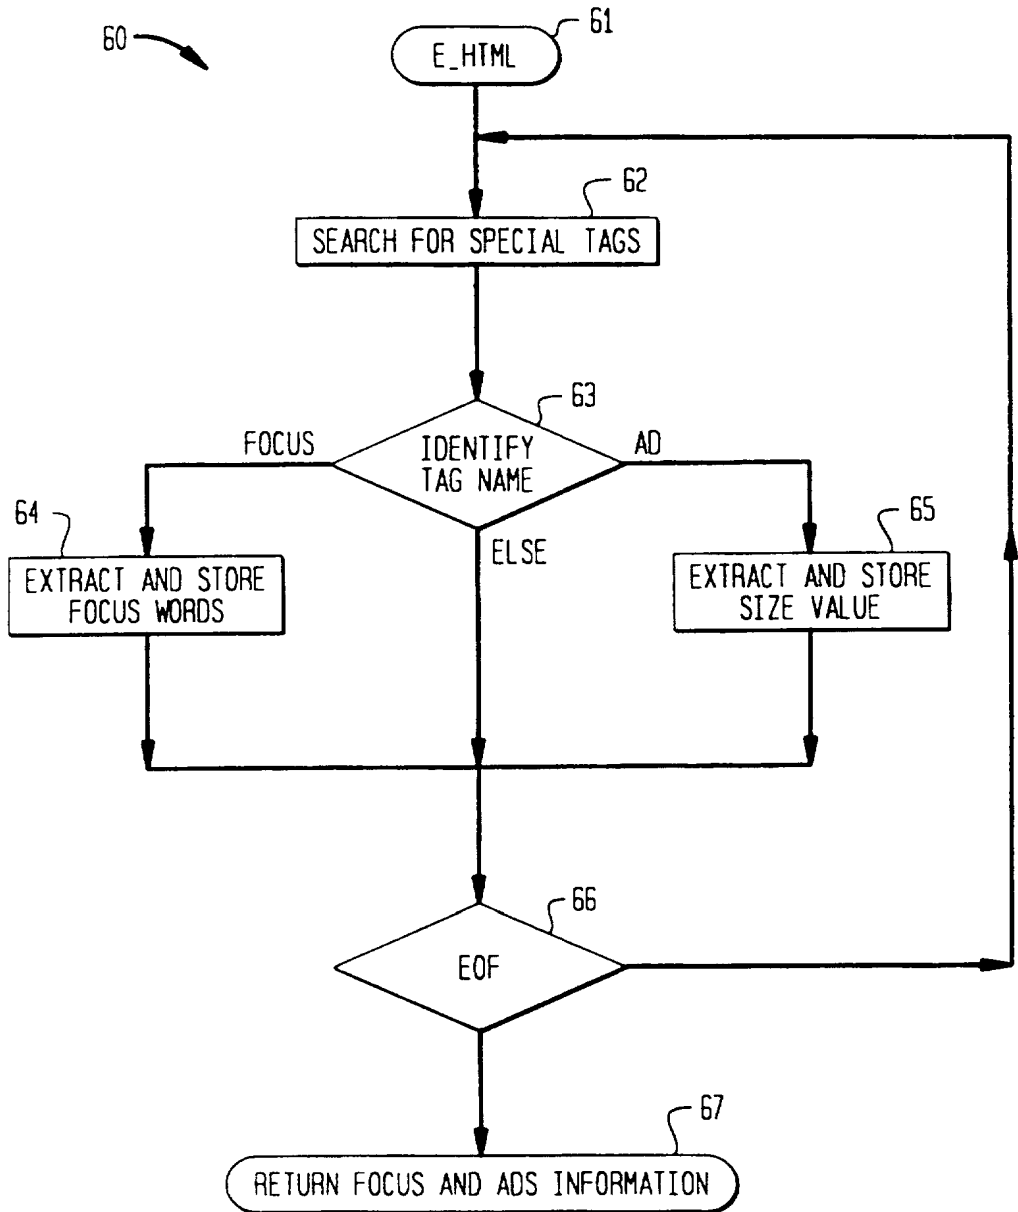 60
61
E_HTML
62
SEARCH FOR SPECIAL TAGS
63
FOCUS
IDENTIFY
TAG NAME
AD
ELSE
64
EXTRACT AND STORE
FOCUS WORDS
65
EXTRACT AND STORE
SIZE VALUE
66
EOF
67
RETURN FOCUS AND ADS INFORMATION